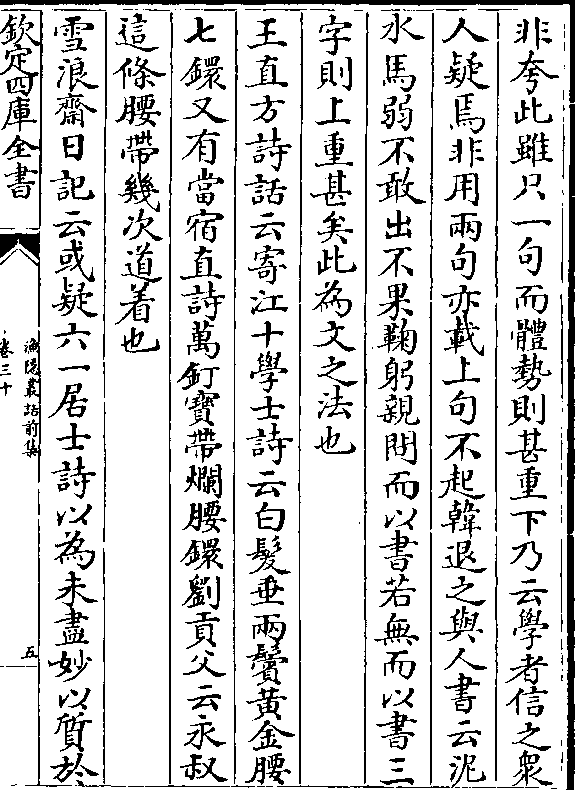 非夸此雖只一句而體勢則甚重下乃云學者信之衆
人疑焉非用兩句亦載上句不起韓退之與人書云泥
水馬弱不敢出不果鞠躬親問而以書若無而以書三
字則上重甚矣此為文之法也
王直方詩話云寄江十學士詩云白髮垂兩鬢黃金腰
七鐶又有當宿直詩萬釘寶帶爛腰鐶劉貢父云永叔
這條腰帶幾次道着也
雪浪齋日記云或疑六一居士詩以為未盡妙以質於
欽定四庫全書
漁隱叢話前集
卷三十
五